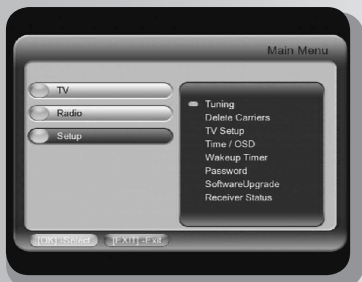 Main Menu
TV
Radio
Setup
Tuning
Delete Carriers
TV Setup
Time / OSD
Wakeup Timer
Password
SoftwareUpgrade
Receiver Status
[OK]-Select [EXIT]-Exit